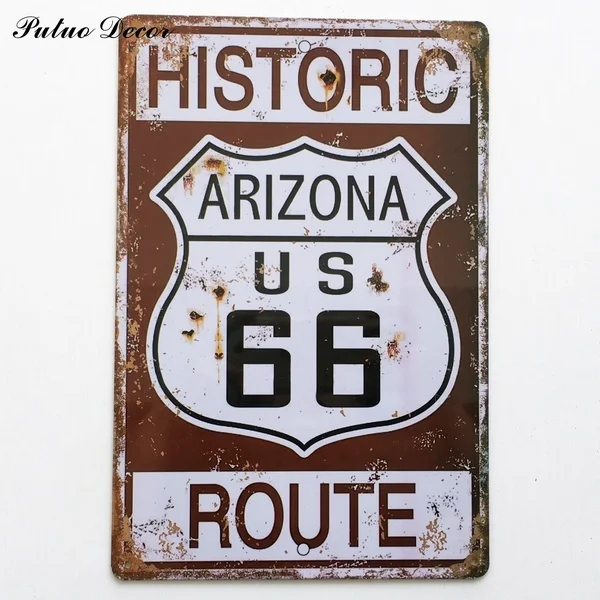 Putuo Decor
HISTORIC
ARIZONA
US
66
ROUTE